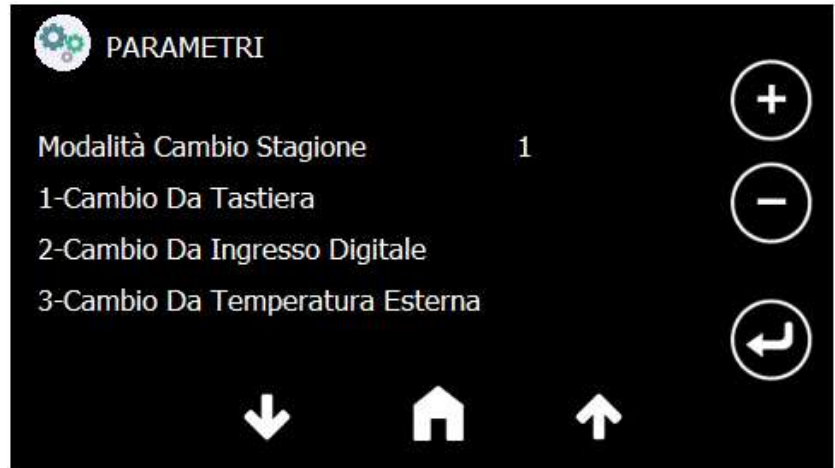 PARAMETRI
Modalità Cambio Stagione 1
1-Cambio Da Tastiera
2-Cambio Da Ingresso Digitale
3-Cambio Da Temperatura Esterna